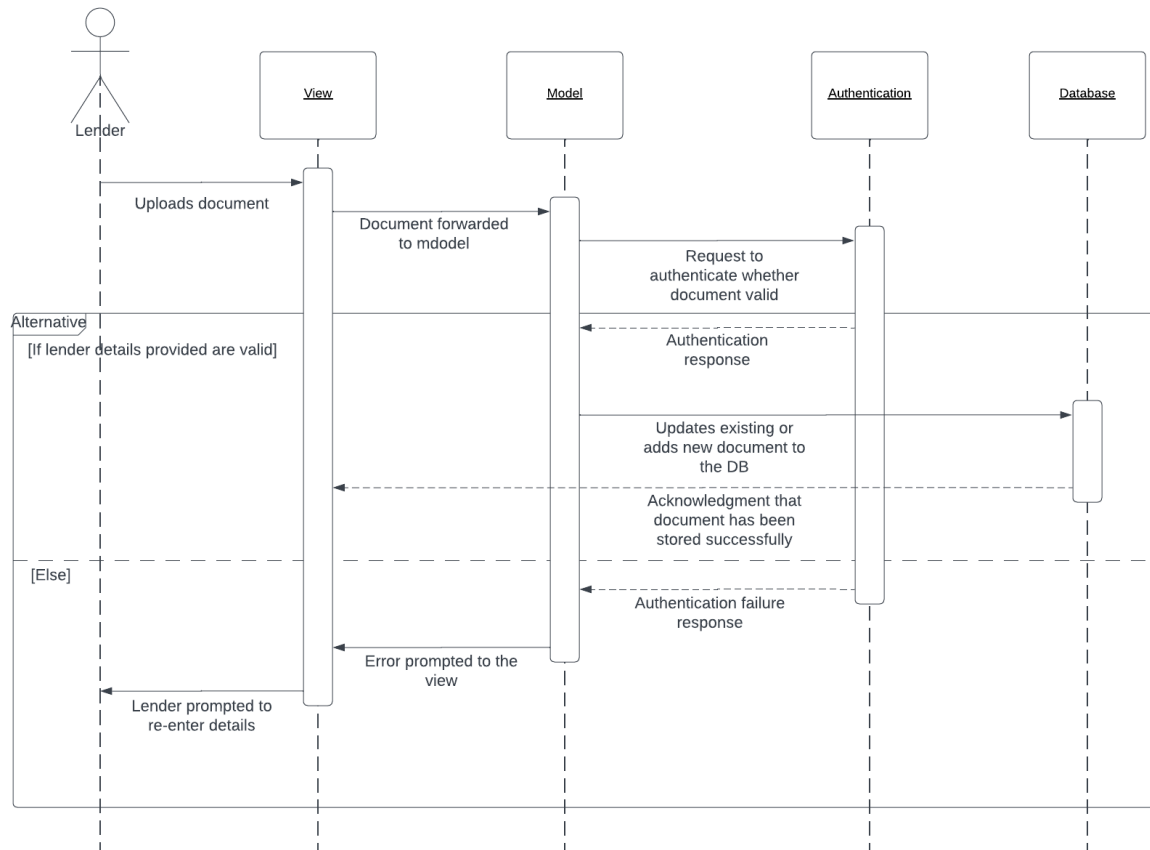 Lender
View
Model
Authentication
Database
Uploads document
Document forwarded
to mdodel
Request to
authenticate whether
document valid
Alternative
[If lender details provided are valid]
Authentication
response
Updates existing or
adds new document to
the DB
Acknowledgment that
document has been
stored successfully
[Else]
Authentication failure
response
Error prompted to the
view
Lender prompted to
re-enter details